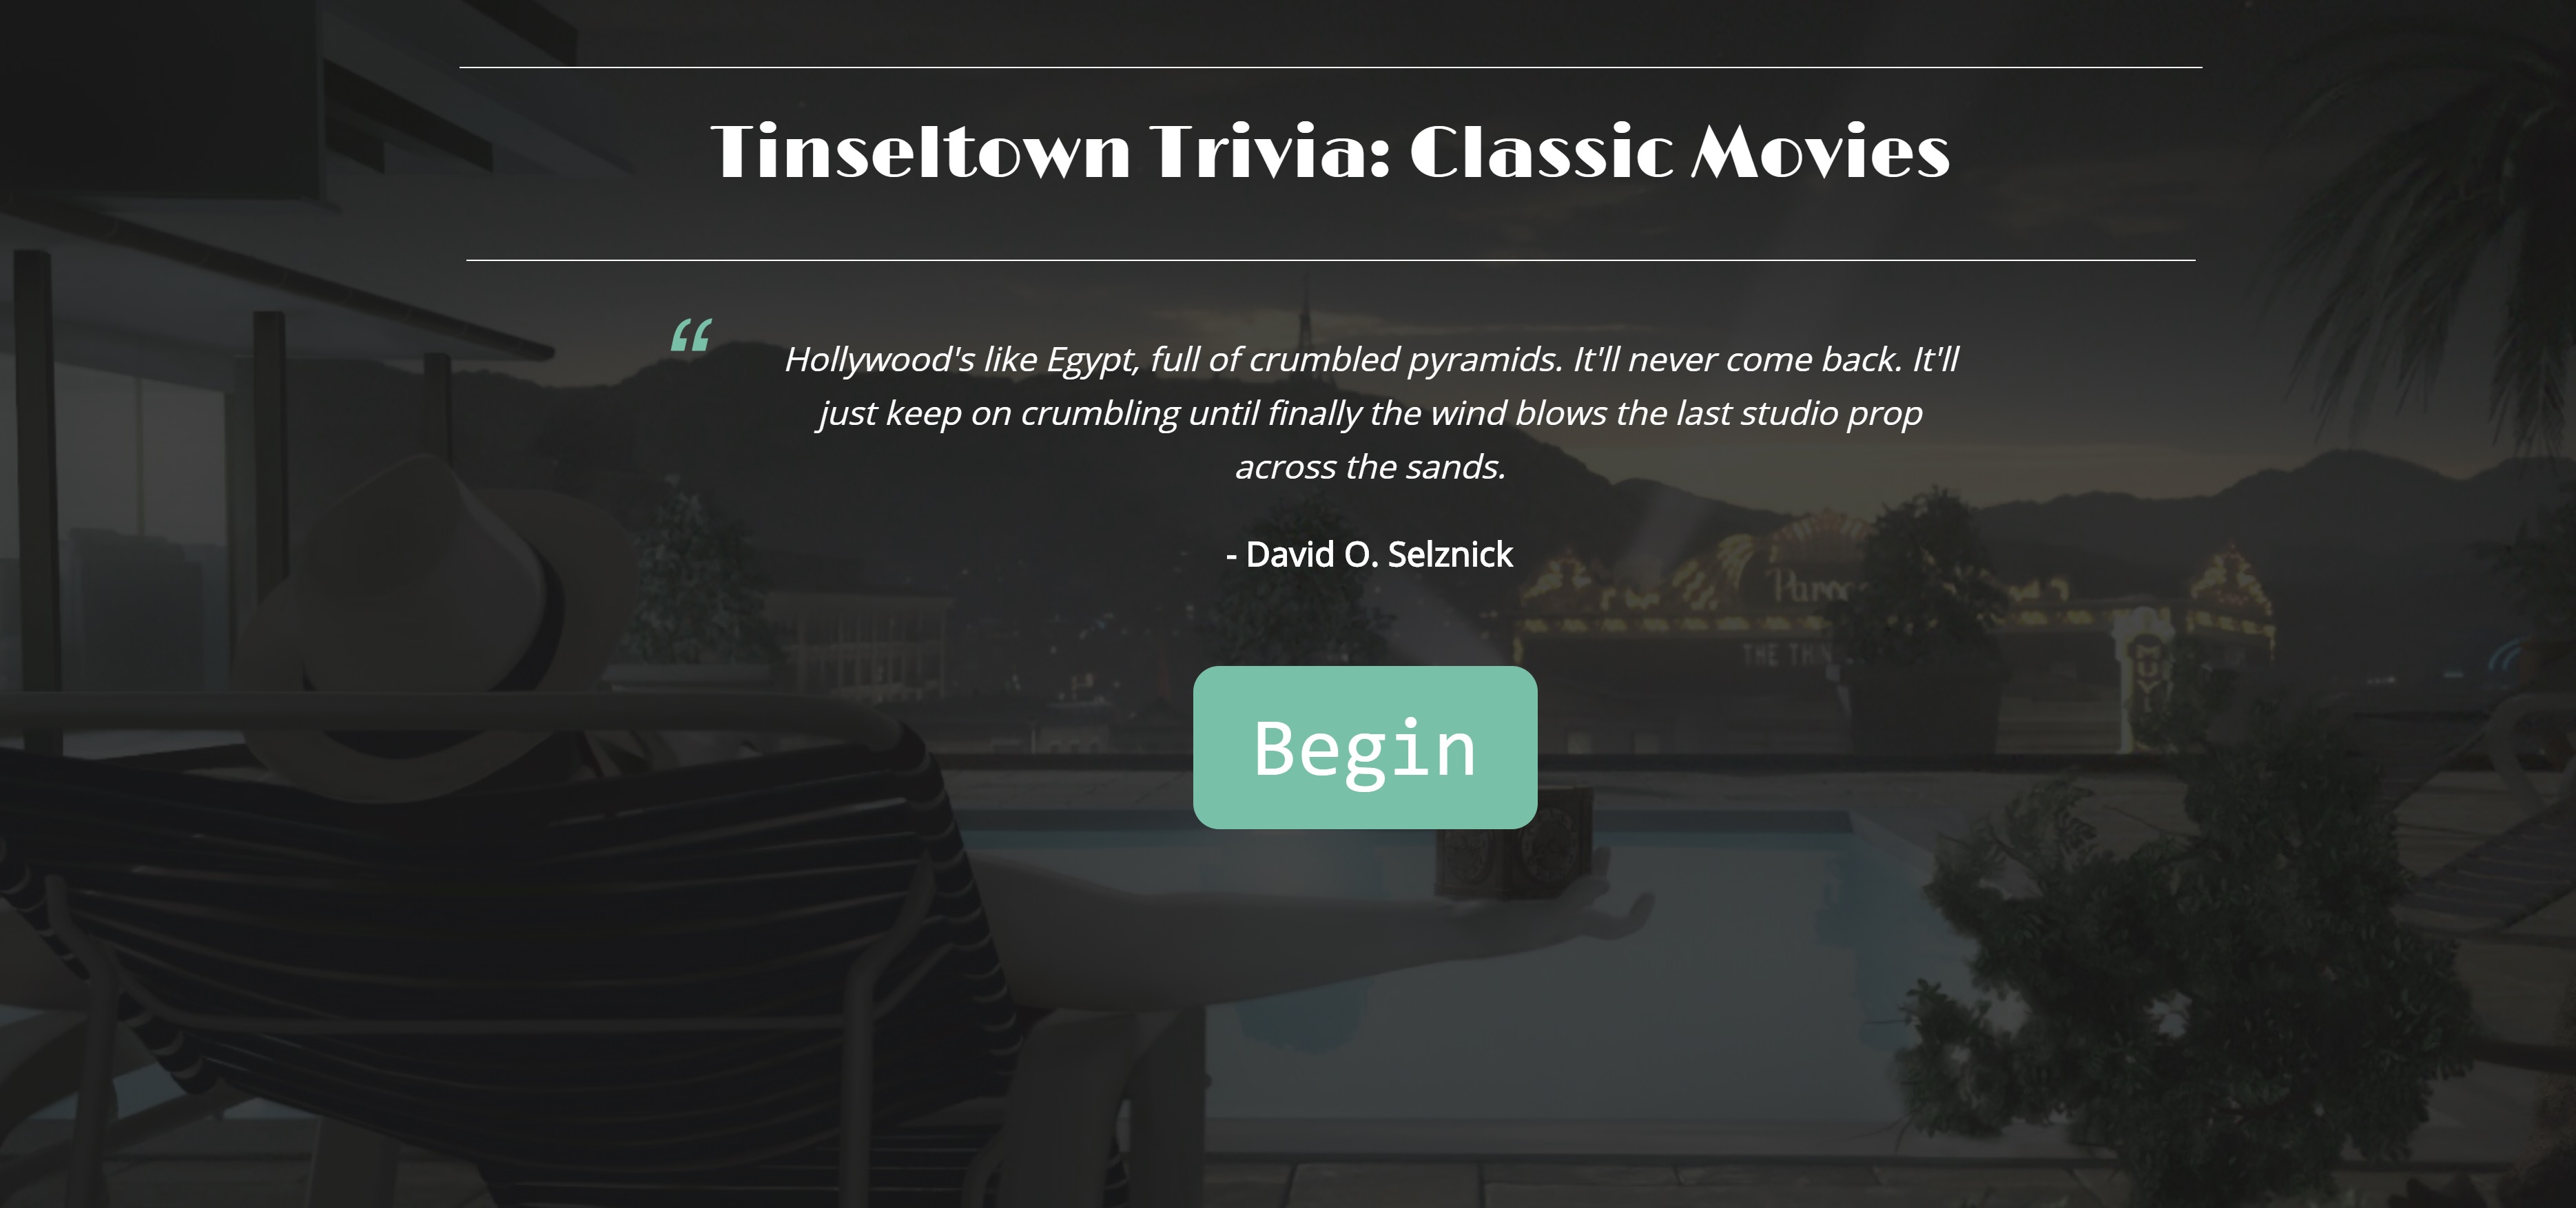 Tinseltown Trivia: Classic Movies
“
Hollywood's like Egypt, full of crumbled pyramids. It'll never come back. It'll
just keep on crumbling until finally the wind blows the last studio prop
across the sands.
- David O. Selznick
THE
Begin